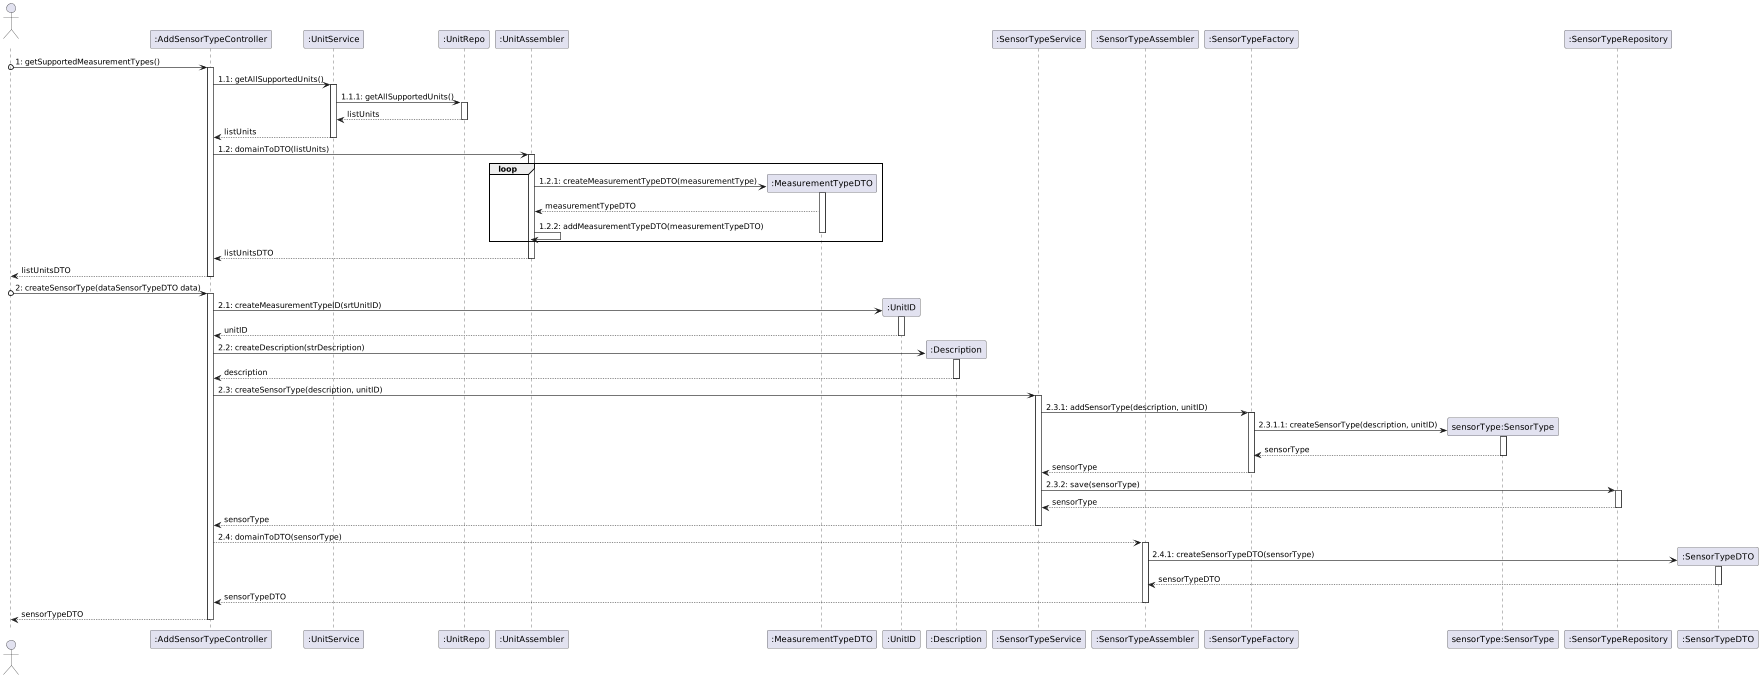 :AddSensorTypeController
:UnitService
:UnitRepo
:UnitAssembler
:SensorTypeService
:SensorTypeAssembler
:SensorTypeFactory
:SensorTypeRepository
1: getSupportedMeasurementTypes()
1.1: getAllSupportedUnits()
1.1.1: getAllSupportedUnits()
listUnits
listUnits
1.2: domainToDTO(listUnits)
loop
1.2.1: createMeasurementTypeDTO(measurementType)
:MeasurementTypeDTO
measurementTypeDTO
1.2.2: addMeasurementTypeDTO(measurementTypeDTO)
listUnitsDTO
listUnitsDTO
2: createSensorType(dataSensorTypeDTO data)
2.1: createMeasurementTypeID(srtUnitID)
:UnitID
unitID
2.2: createDescription(strDescription)
:Description
description
2.3: createSensorType(description, unitID)
2.3.1: addSensorType(description, unitID)
2.3.1.1: createSensorType(description, unitID)
sensorType:SensorType
sensorType
sensorType
2.3.2: save(sensorType)
sensorType
sensorType
2.4: domainToDTO(sensorType)
2.4.1: createSensorTypeDTO(sensorType)
:SensorTypeDTO
sensorTypeDTO
sensorTypeDTO
sensorTypeDTO
:AddSensorTypeController
:UnitService
:UnitRepo
:UnitAssembler
:MeasurementTypeDTO
:UnitID
:Description
:SensorTypeService
:SensorTypeAssembler
:SensorTypeFactory
sensorType:SensorType
:SensorTypeRepository
:SensorTypeDTO